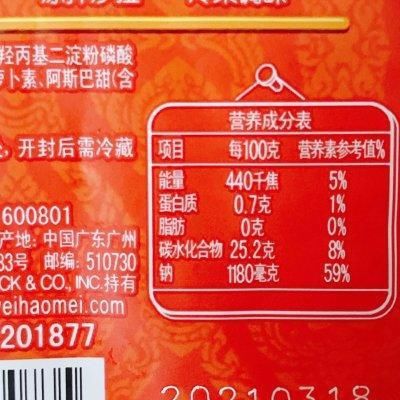 羟丙基二淀粉磷酸
卜素、阿斯巴甜(含
开封后需冷藏
600801
产地: 中国广东广州
83号 邮编: 510730
CK & CO., INC.持有
eihaomei.com
201877
营养成分表
项目 每100克 营养素参考值%
能量 440千焦 5%
蛋白质 0.7克 1%
脂肪 0克 0%
碳水化合物 25.2克 8%
钠 1180毫克 59%
20210318